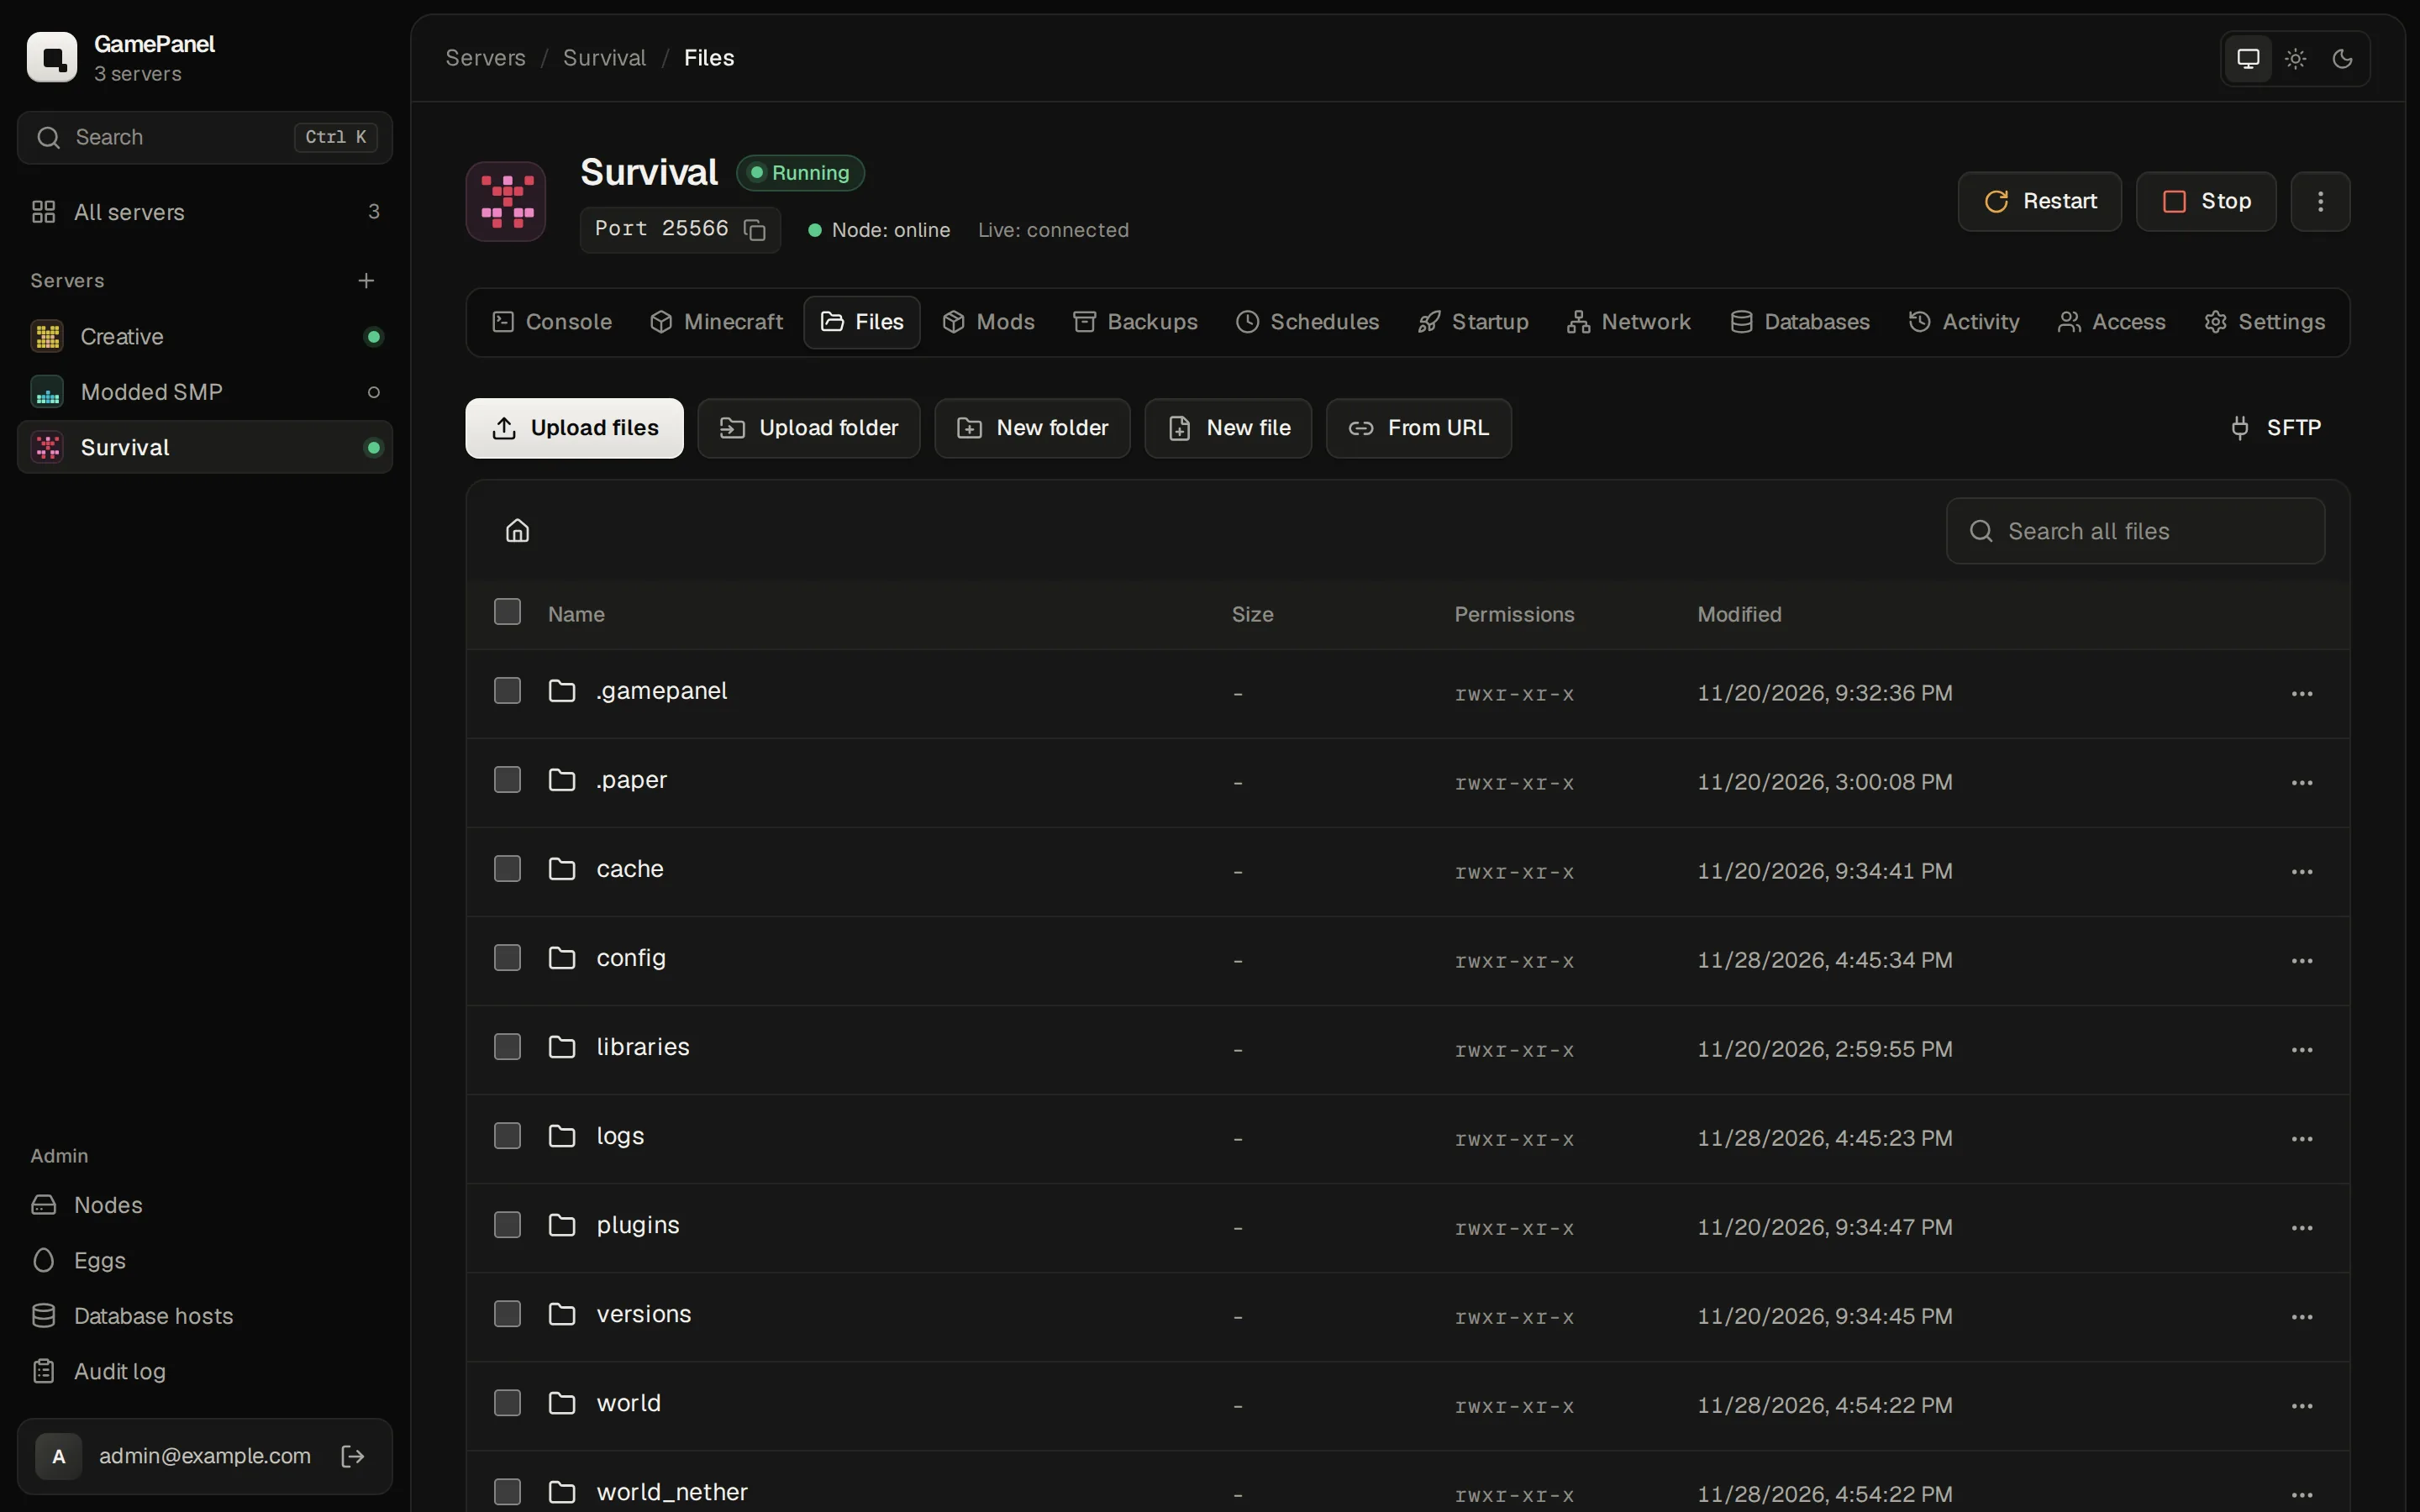 GamePanel
3 servers
Search Ctrl K
All servers 3
Servers
Creative
Modded SMP
Survival
Admin
Nodes
Eggs
Database hosts
Audit log
A admin@example.com
Servers / Survival / Files
Survival Running
Port 25566 Node: online Live: connected
Restart Stop
Console Minecraft Files Mods Backups Schedules Startup Network Databases Activity Access Settings
Upload files Upload folder New folder New file From URL SFTP
Search all files
Name Size Permissions Modified
.gamepanel - rwxr-xr-x 11/20/2026, 9:32:36 PM
.paper - rwxr-xr-x 11/20/2026, 3:00:08 PM
cache - rwxr-xr-x 11/20/2026, 9:34:41 PM
config - rwxr-xr-x 11/28/2026, 4:45:34 PM
libraries - rwxr-xr-x 11/20/2026, 2:59:55 PM
logs - rwxr-xr-x 11/28/2026, 4:45:23 PM
plugins - rwxr-xr-x 11/20/2026, 9:34:47 PM
versions - rwxr-xr-x 11/20/2026, 9:34:45 PM
world - rwxr-xr-x 11/28/2026, 4:54:22 PM
world_nether - rwxr-xr-x 11/28/2026, 4:54:22 PM